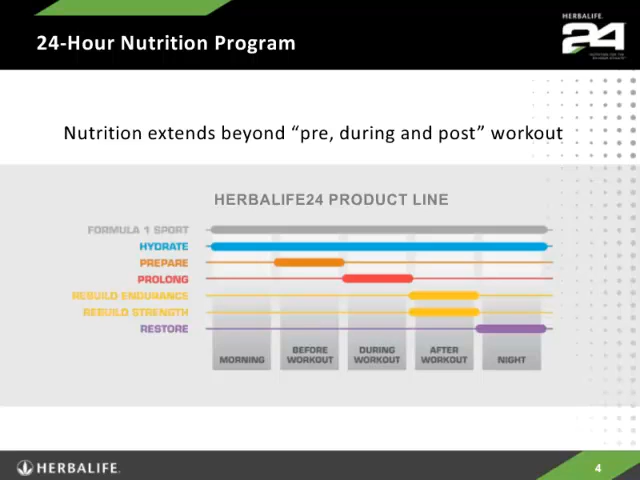 HERBALIFE
24
24-Hour Nutrition Program
Nutrition extends beyond “pre, during and post” workout
HERBALIFE24 PRODUCT LINE
FORMULA 1 SPORT
HYDRATE
PREPARE
PROLONG
REBUILD ENDURANCE
REBUILD STRENGTH
RESTORE
MORNING
BEFORE WORKOUT
DURING WORKOUT
AFTER WORKOUT
NIGHT
HERBALIFE
4